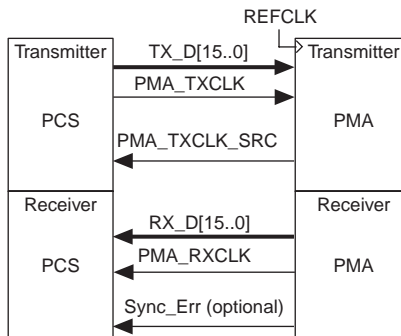 REFCLK
Transmitter
TX_D[15..0]
Transmitter
PMA_TXCLK
PCS
PMA
PMA_TXCLK_SRC
Receiver
Receiver
RX_D[15..0]
PMA_RXCLK
PCS
PMA
Sync_Err (optional)